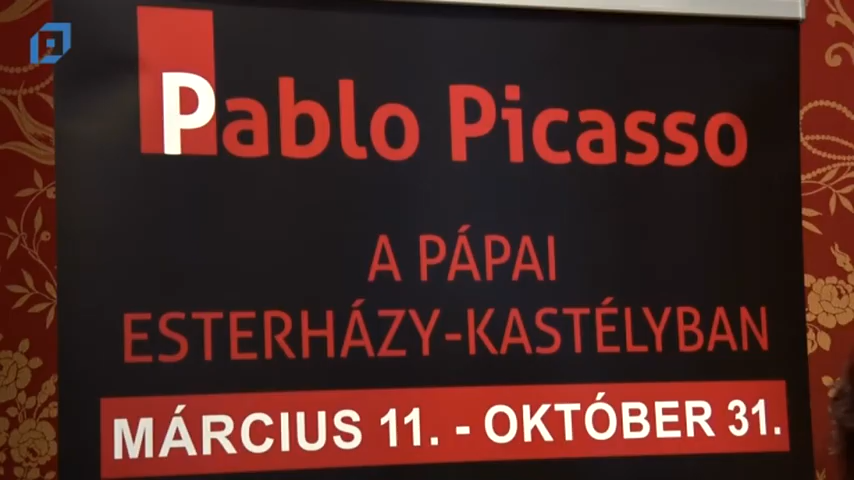 Pablo Picasso
A PÁPAI
ESTERHÁZY-KASTÉLYBAN
MÁRCIUS 11. - OKTÓBER 31.